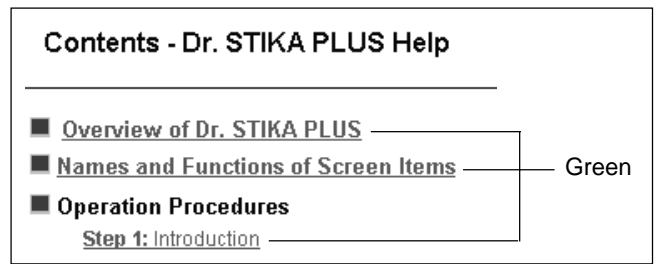 Contents - Dr. STIKA PLUS Help
Overview of Dr. STIKA PLUS
Names and Functions of Screen Items
Green
Operation Procedures
Step 1: Introduction